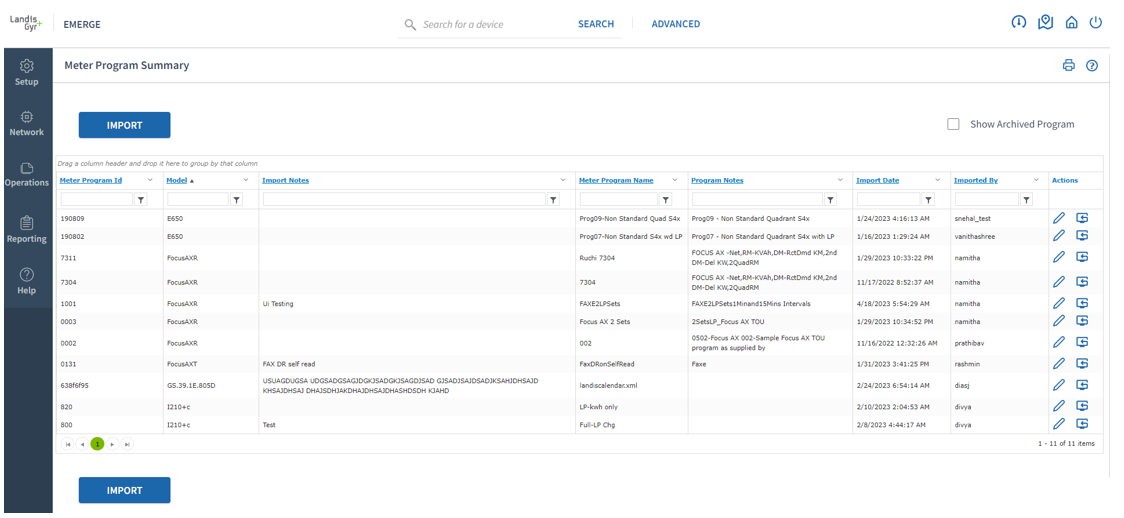 Landis
Gyr+
EMERGE
Search for a device
SEARCH
ADVANCED
Setup
Network
Operations
Reporting
Help
Meter Program Summary
IMPORT
Show Archived Program
Drag a column header and drop it here to group by that column
Meter Program Id Model Import Notes Meter Program Name Program Notes Import Date Imported By Actions
190809 E650 Prog09-Non Standard Quad S4x Prog09 - Non Standard Quadrant S4x 1/24/2023 4:16:13 AM snehal_test
190802 E650 Prog07-Non Standard S4x wd LP Prog07 - Non Standard Quadrant S4x with LP 1/16/2023 1:29:24 AM vanithashree
7311 FocusAXR Ruchi 7304 FOCUS AX -Net,RM-KVAh,DM-RctDmd KM,2nd 1/29/2023 10:33:22 PM namitha
DM-Del KW,2QuadRM
7304 FocusAXR 7304 FOCUS AX -Net,RM-KVAh,DM-RctDmd KM,2nd 11/17/2022 8:52:37 AM namitha
DM-Del KW,2QuadRM
1001 FocusAXR Ui Testing FAXE2LPSets FAXE2LPSets1Minand15Mins Intervals 4/18/2023 5:54:29 AM namitha
0003 FocusAXR Focus AX 2 Sets 2SetsLP_Focus AX TOU 1/29/2023 10:34:52 PM namitha
0002 FocusAXR 002 0502-Focus AX 002-Sample Focus AX TOU 11/16/2022 12:32:26 AM prathibav
program as supplied by
0131 FocusAXT FAX DR self read FaxDRonSelfRead Faxe 1/31/2023 3:41:25 PM rashmin
638f6f95 GS.39.1E.805D USUAGDUGSA UDGSADGSAGJDGKJSADGKJSAGDJSAD GJSADJSAJDSADJKSAHJDHSAJD landiscalendar.xml 2/24/2023 6:54:14 AM diasj
KHSAJDHSAJ DHAJSDHJAKDHAJDHSAJDHASHDSDH KJAHD
820 I210+c LP-kwh only 2/10/2023 2:04:53 AM divya
800 I210+c Test Full-LP Chg 2/8/2023 4:44:17 AM divya
1
1 - 11 of 11 items
IMPORT